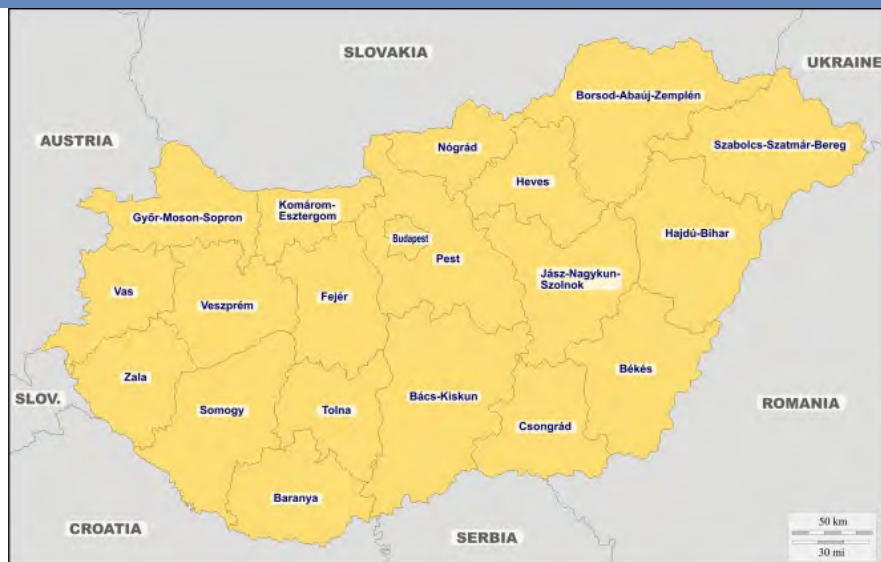 SLOVAKIA
UKRAINE
Borsod-Abaúj-Zemplén
AUSTRIA
Nógrád
Szabolcs-Szatmár-Bereg
Heves
Komárom-
Esztergom
Győr-Moson-Sopron
Hajdú-Bihar
Budapest
Pest
Jász-Nagykun-
Szolnok
Vas
Veszprém
Fejér
Zala
Békés
SLOV.
Somogy
Tolna
Bács-Kiskun
ROMANIA
Csongrád
Baranya
CROATIA
SERBIA
50 km
30 mi